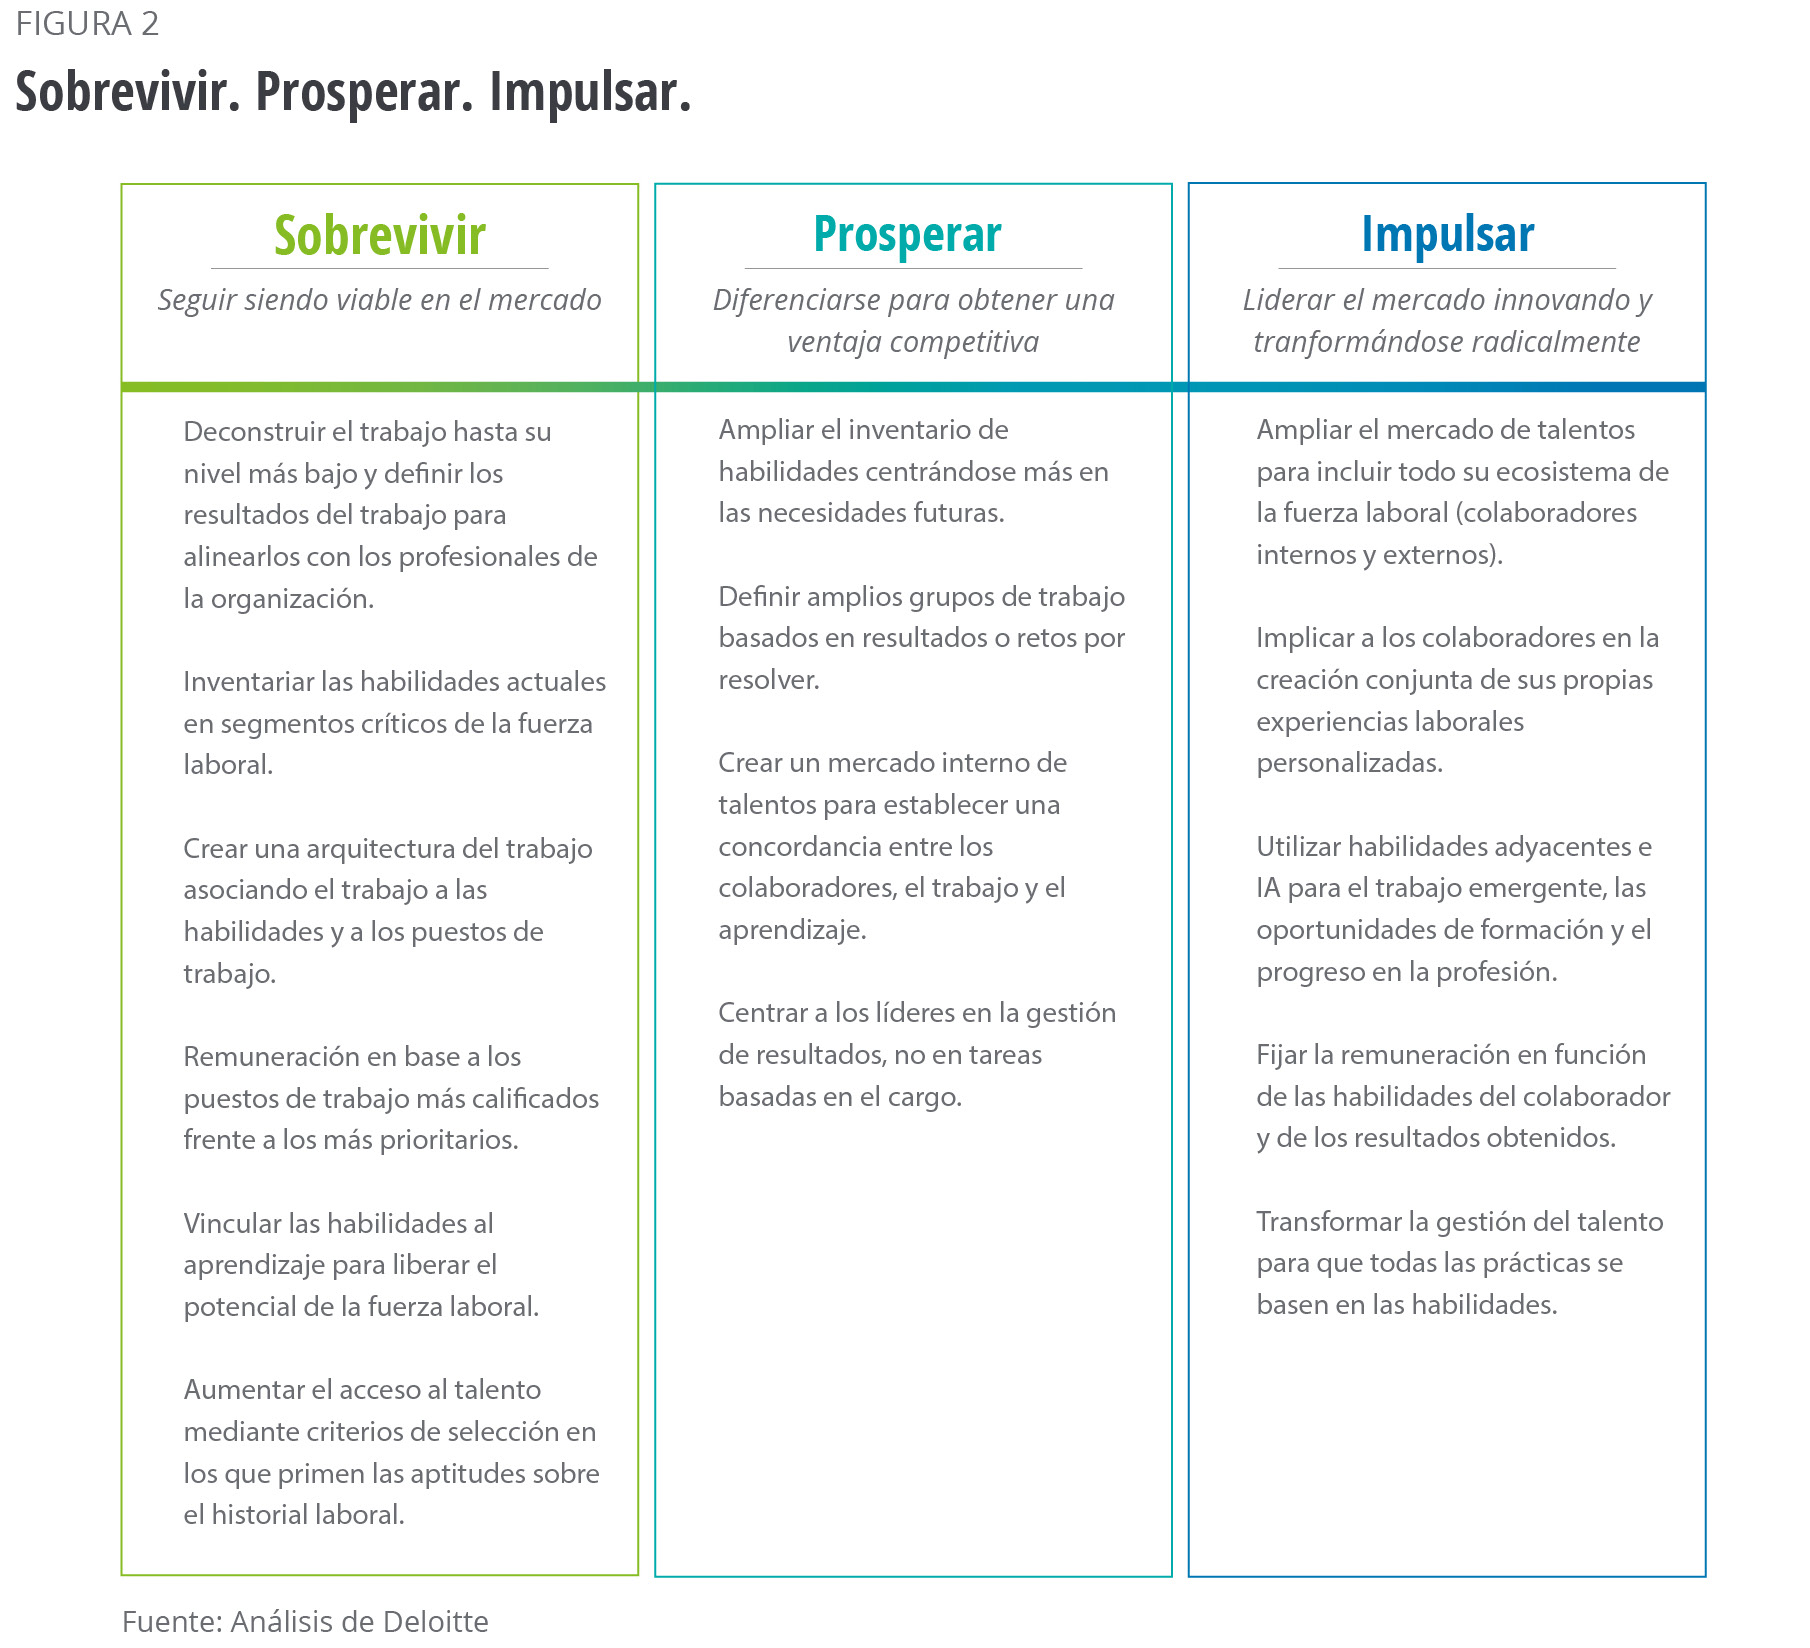 FIGURA 2
Sobrevivir. Prosperar. Impulsar.
Sobrevivir
Seguir siendo viable en el mercado
Deconstruir el trabajo hasta su
nivel más bajo y definir los
resultados del trabajo para
alinearlos con los profesionales de
la organización.
Inventariar las habilidades actuales
en segmentos críticos de la fuerza
laboral.
Crear una arquitectura del trabajo
asociando el trabajo a las
habilidades y a los puestos de
trabajo.
Remuneración en base a los
puestos de trabajo más calificados
frente a los más prioritarios.
Vincular las habilidades al
aprendizaje para liberar el
potencial de la fuerza laboral.
Aumentar el acceso al talento
mediante criterios de selección en
los que primen las aptitudes sobre
el historial laboral.
Prosperar
Diferenciarse para obtener una
ventaja competitiva
Ampliar el inventario de
habilidades centrándose más en
las necesidades futuras.
Definir amplios grupos de trabajo
basados en resultados o retos por
resolver.
Crear un mercado interno de
talentos para establecer una
concordancia entre los
colaboradores, el trabajo y el
aprendizaje.
Centrar a los líderes en la gestión
de resultados, no en tareas
basadas en el cargo.
Impulsar
Liderar el mercado innovando y
tranformándose radicalmente
Ampliar el mercado de talentos
para incluir todo su ecosistema de
la fuerza laboral (colaboradores
internos y externos).
Implicar a los colaboradores en la
creación conjunta de sus propias
experiencias laborales
personalizadas.
Utilizar habilidades adyacentes e
IA para el trabajo emergente, las
oportunidades de formación y el
progreso en la profesión.
Fijar la remuneración en función
de las habilidades del colaborador
y de los resultados obtenidos.
Transformar la gestión del talento
para que todas las prácticas se
basen en las habilidades.
Fuente: Análisis de Deloitte